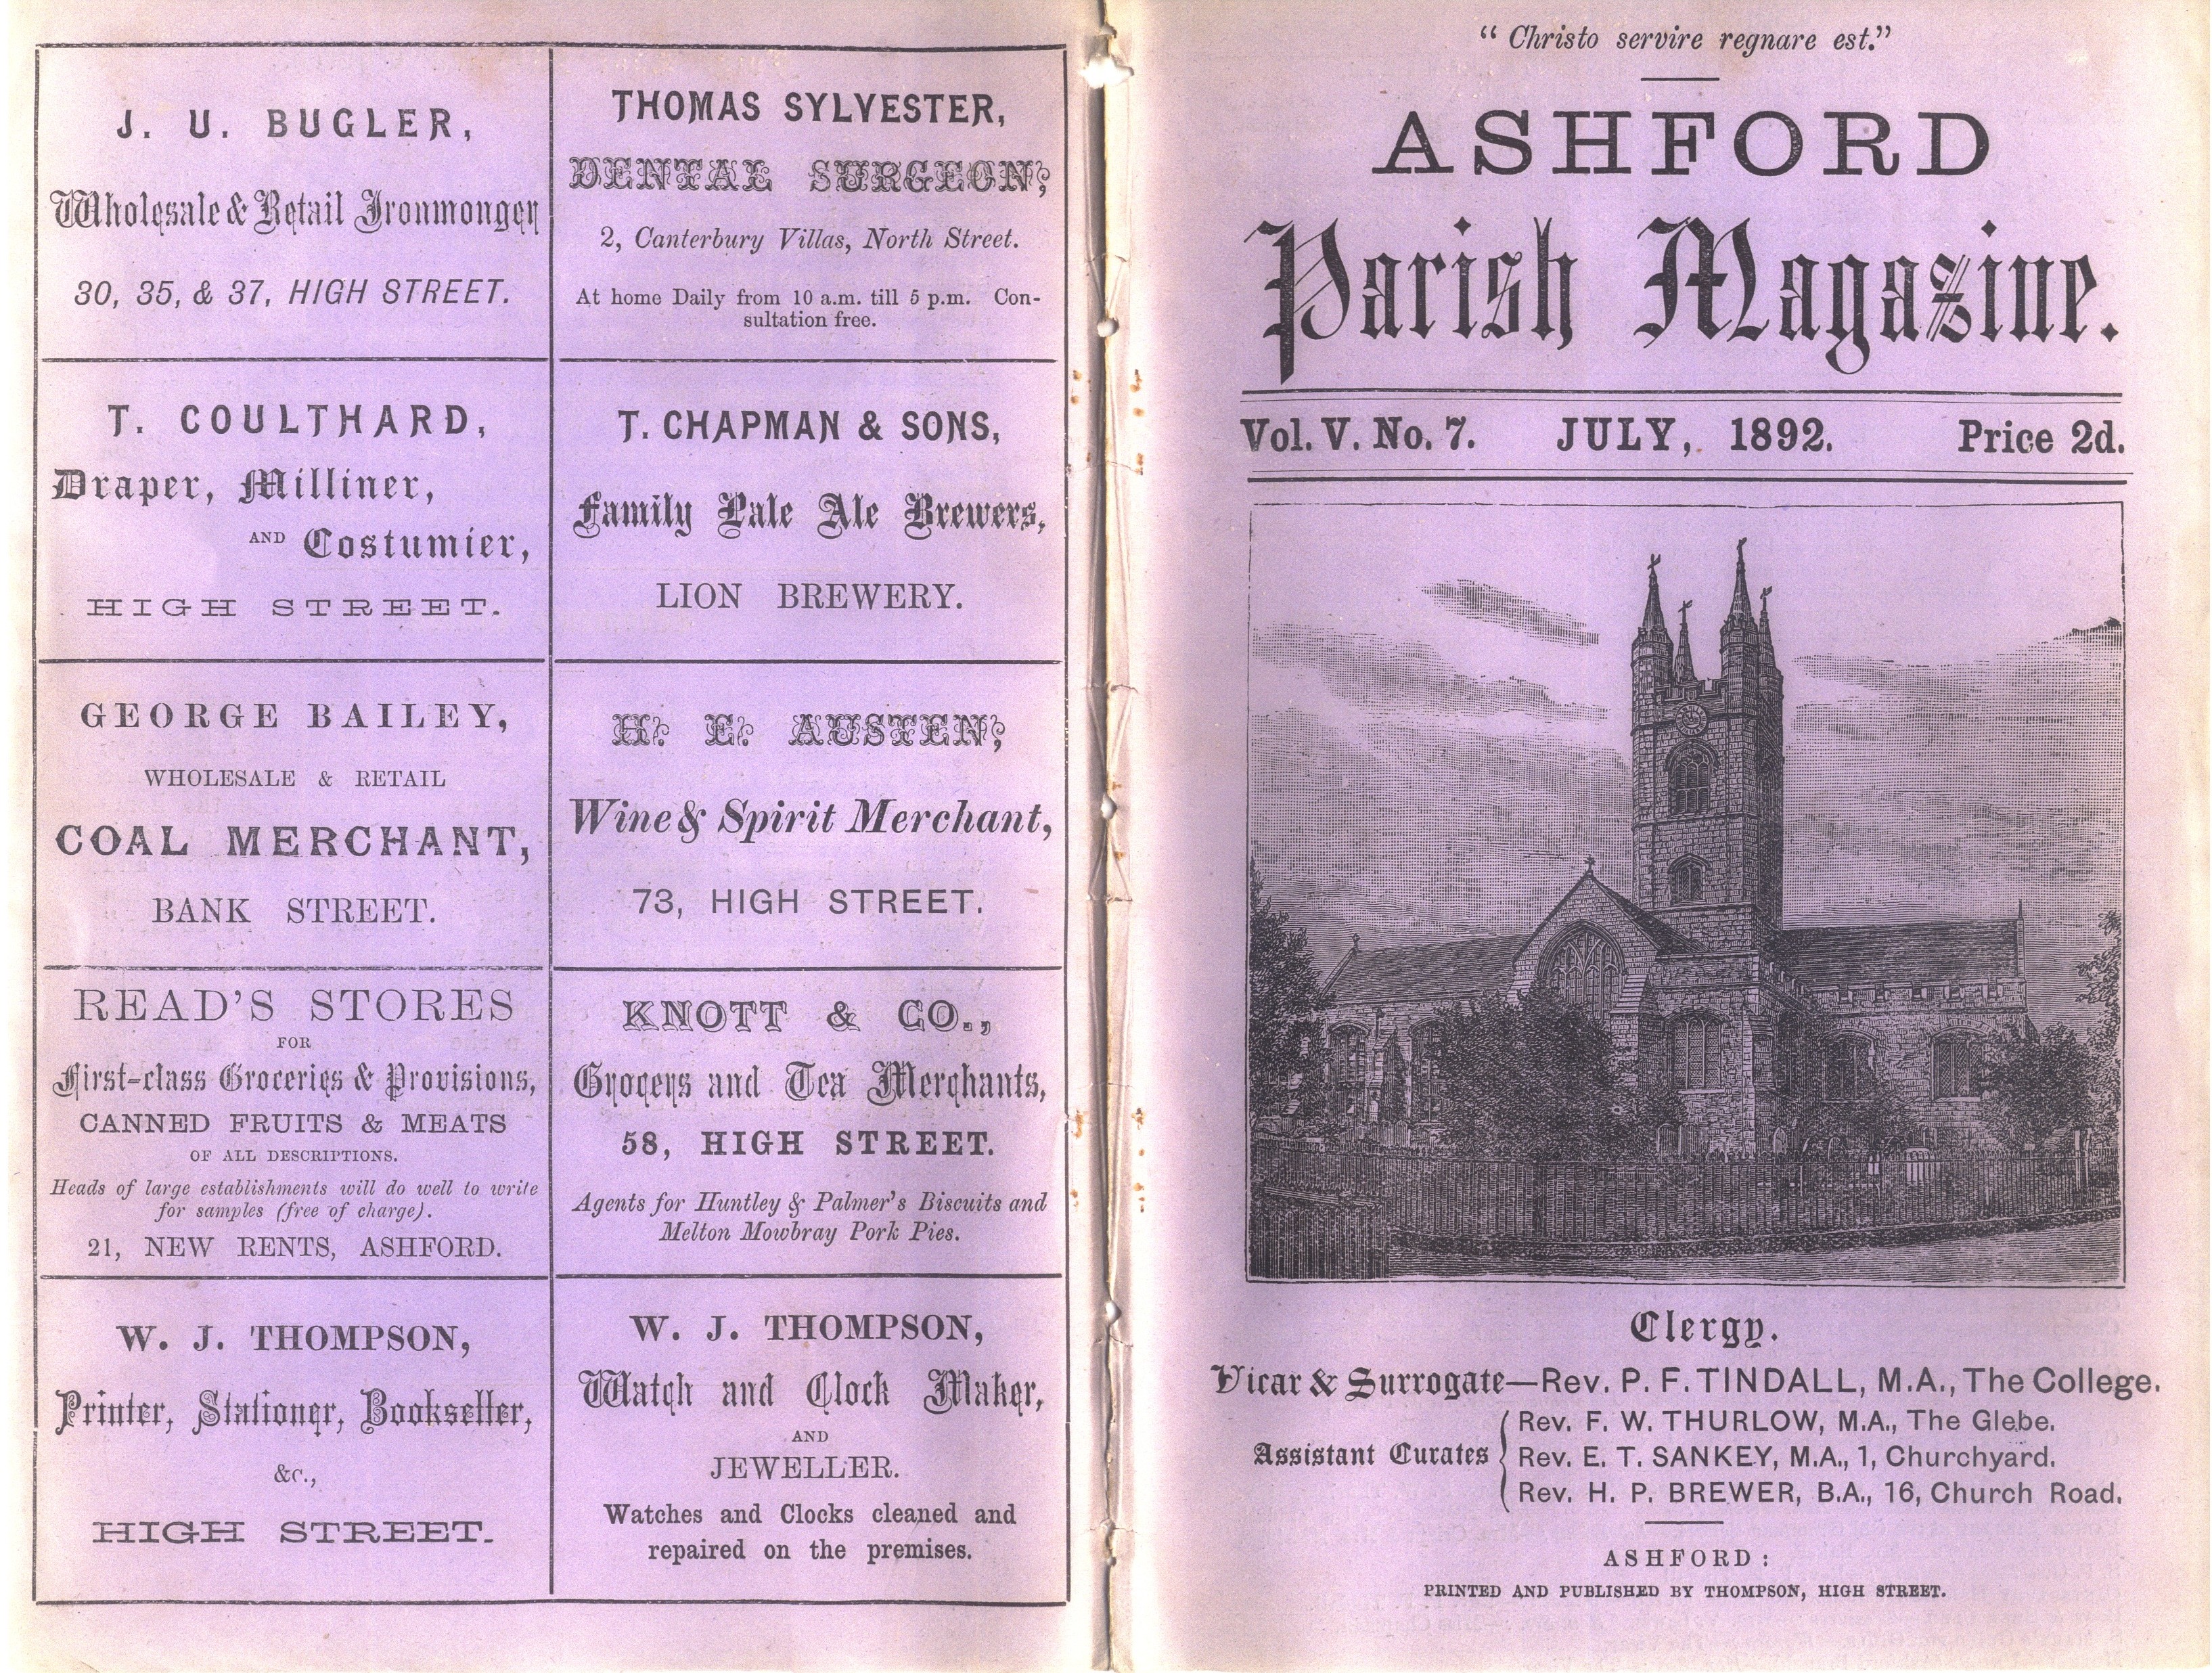 J. U. BUGLER,
Wholesale & Retail Ironmonger
30, 35, & 37, HIGH STREET.
T. COULTHARD,
Draper, Milliner,
AND Costumier,
HIGH STREET.
GEORGE BAILEY,
WHOLESALE & RETAIL
COAL MERCHANT,
BANK STREET.
READ'S STORES
FOR
First-class Groceries & Provisions,
CANNED FRUITS & MEATS
OF ALL DESCRIPTIONS.
Heads of large establishments will do well to write
for samples (free of charge).
21, NEW RENTS, ASHFORD.
W. J. THOMPSON,
Printer, Stationer, Bookseller,
&c.,
HIGH STREET.
THOMAS SYLVESTER,
DENTAL SURGEON,
2, Canterbury Villas, North Street.
At home Daily from 10 a.m. till 5 p.m. Con-
sultation free.
T. CHAPMAN & SONS,
Family Pale Ale Brewers,
LION BREWERY.
H. E. AUSTEN,
Wine & Spirit Merchant,
73, HIGH STREET.
KNOTT & CO.,
Grocers and Tea Merchants,
58, HIGH STREET.
Agents for Huntley & Palmer's Biscuits and
Melton Mowbray Pork Pies.
W. J. THOMPSON,
Watch and Clock Maker,
AND
JEWELLER.
Watches and Clocks cleaned and
repaired on the premises.
"Christo servire regnare est."
ASHFORD
Parish Magazine.
Vol. V. No. 7. JULY, 1892. Price 2d.
Clergy.
Vicar & Surrogate—Rev. P. F. TINDALL, M.A., The College.
Assistant Curates
Rev. F. W. THURLOW, M.A., The Glebe.
Rev. E. T. SANKEY, M.A., 1, Churchyard.
Rev. H. P. BREWER, B.A., 16, Church Road.
ASHFORD:
PRINTED AND PUBLISHED BY THOMPSON, HIGH STREET.